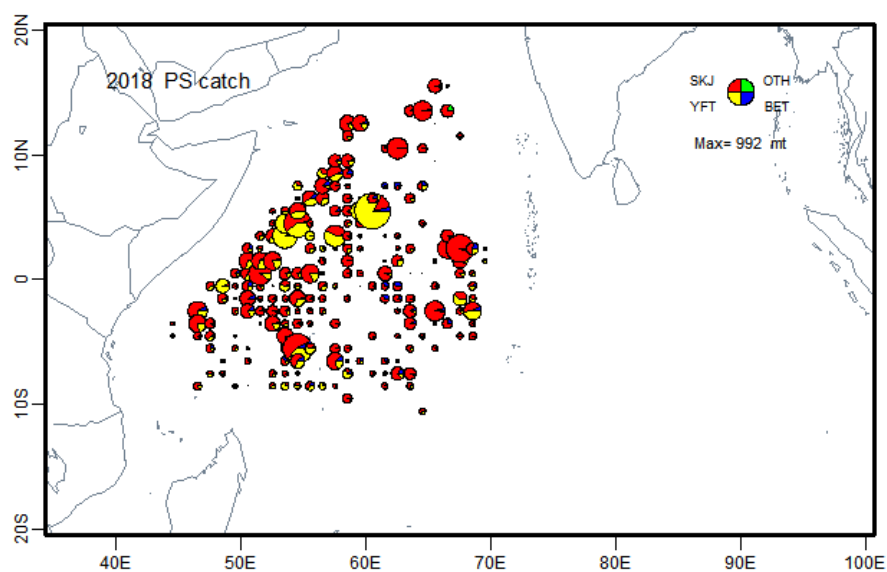 2018 PS catch
SKJ OTH
YFT BET
Max= 992 mt
20N
10N
0
10S
20S
40E 50E 60E 70E 80E 90E 100E